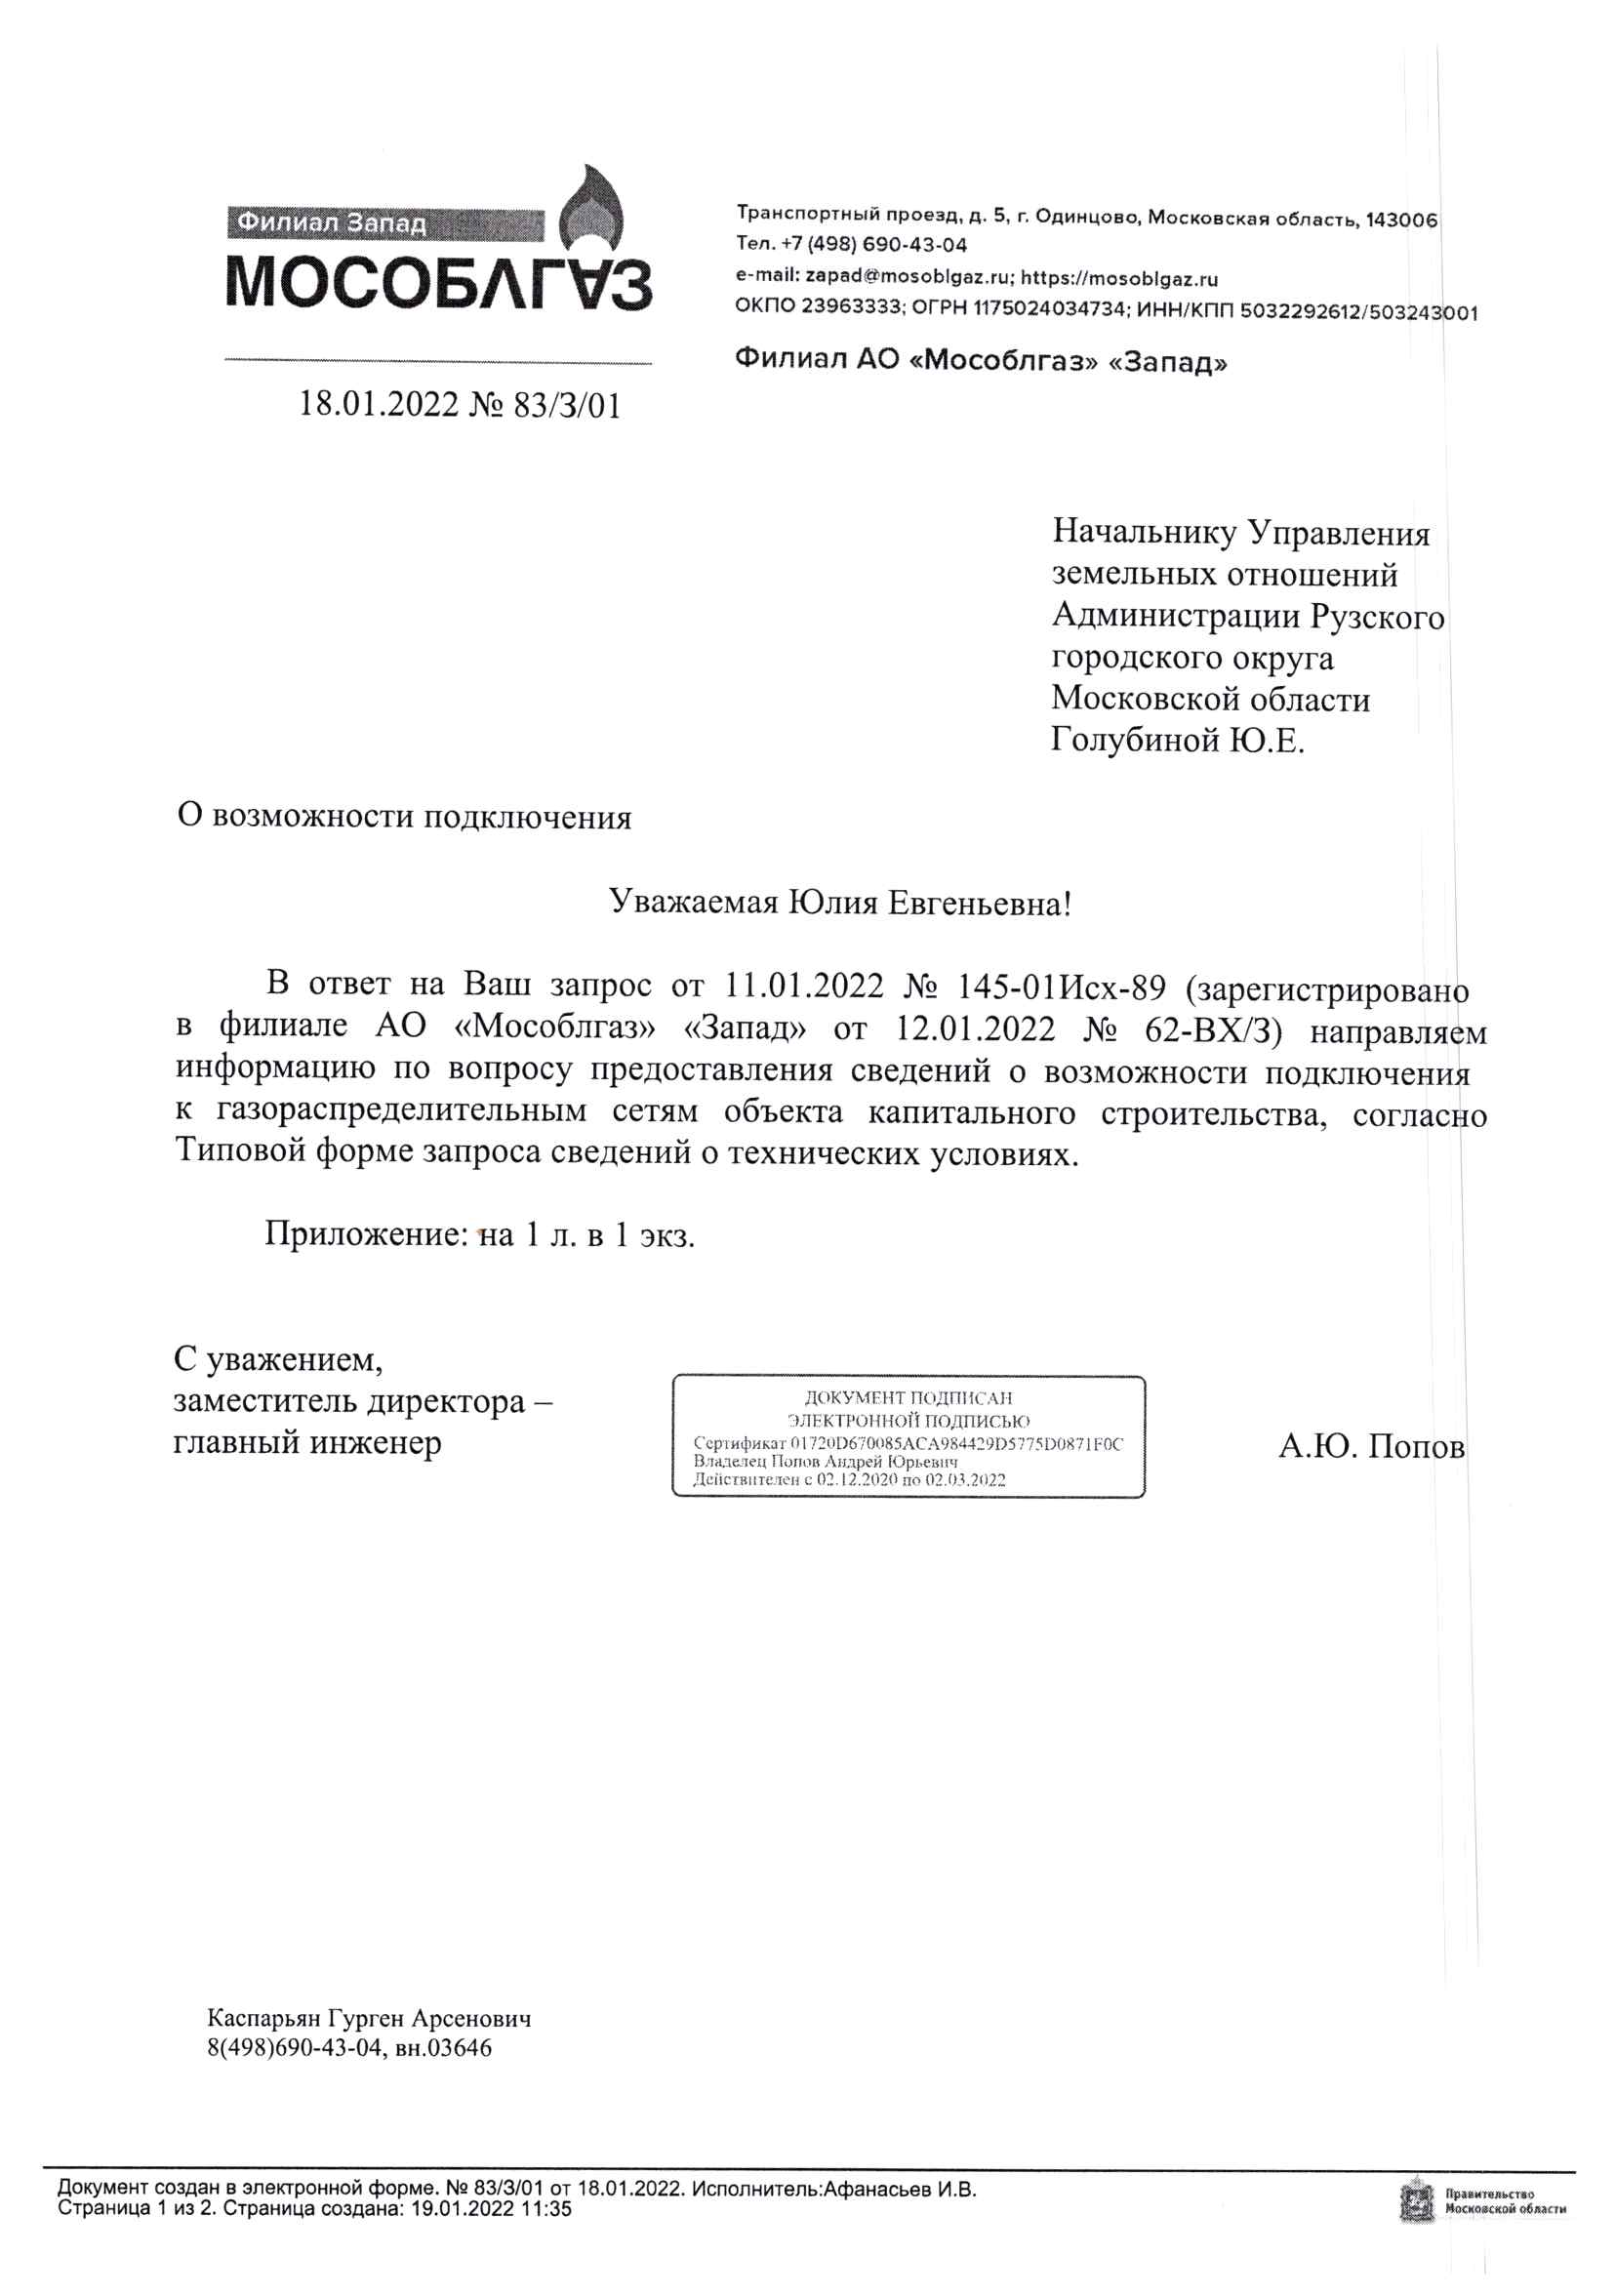 Филиал Запад
МОСОБЛГАЗ
18.01.2022 № 83/З/01
Транспортный проезд, д. 5, г. Одинцово, Московская область, 143006
Тел. +7 (498) 690-43-04
e-mail: zapad@mosoblgaz.ru; https://mosoblgaz.ru
ОКПО 23963333; ОГРН 1175024034734; ИНН/КПП 5032292612/503243001
Филиал АО «Мособлгаз» «Запад»
Начальнику Управления
земельных отношений
Администрации Рузского
городского округа
Московской области
Голубиной Ю.Е.
О возможности подключения
Уважаемая Юлия Евгеньевна!
В ответ на Ваш запрос от 11.01.2022 № 145-01Исх-89 (зарегистрировано
в филиале АО «Мособлгаз» «Запад» от 12.01.2022 № 62-ВХ/З) направляем
информацию по вопросу предоставления сведений о возможности подключения
к газораспределительным сетям объекта капитального строительства, согласно
Типовой форме запроса сведений о технических условиях.
Приложение: на 1 л. в 1 экз.
С уважением,
заместитель директора –
главный инженер
ДОКУМЕНТ ПОДПИСАН
ЭЛЕКТРОННОЙ ПОДПИСЬЮ
Сертификат 01720D670085ACA984429D5775D0871F0C
Владелец Попов Андрей Юрьевич
Действителен с 02.12.2020 по 02.03.2022
А.Ю. Попов
Каспарьян Гурген Арсенович
8(498)690-43-04, вн.03646
Документ создан в электронной форме. № 83/З/01 от 18.01.2022. Исполнитель:Афанасьев И.В.
Страница 1 из 2. Страница создана: 19.01.2022 11:35
Правительство
Московской области